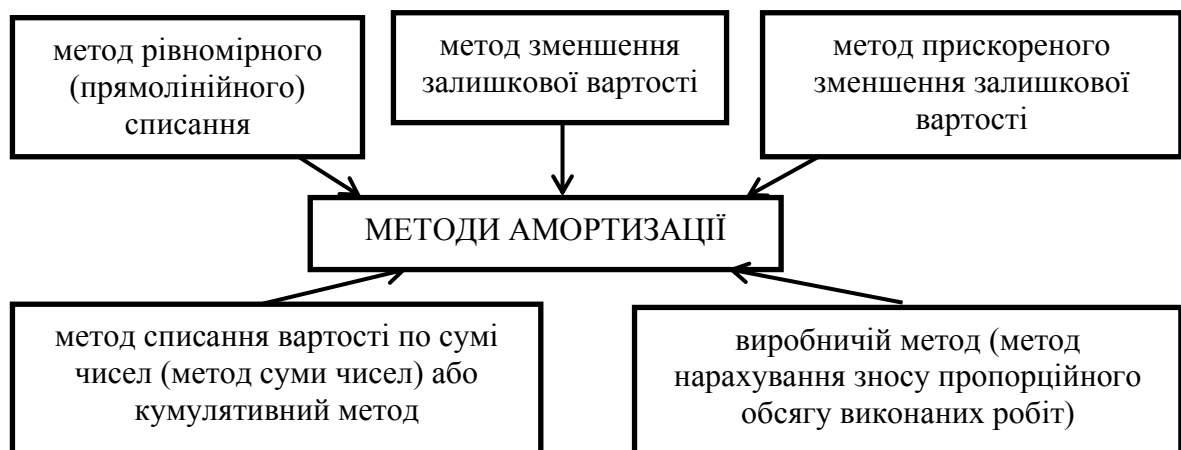 метод рівномірного
(прямолінійного)
списання
метод зменшення
залишкової вартості
метод прискореного
зменшення залишкової
вартості
МЕТОДИ АМОРТИЗАЦІЇ
метод списання вартості по сумі
чисел (метод суми чисел) або
кумулятивний метод
виробничій метод (метод
нарахування зносу пропорційного
обсягу виконаних робіт)